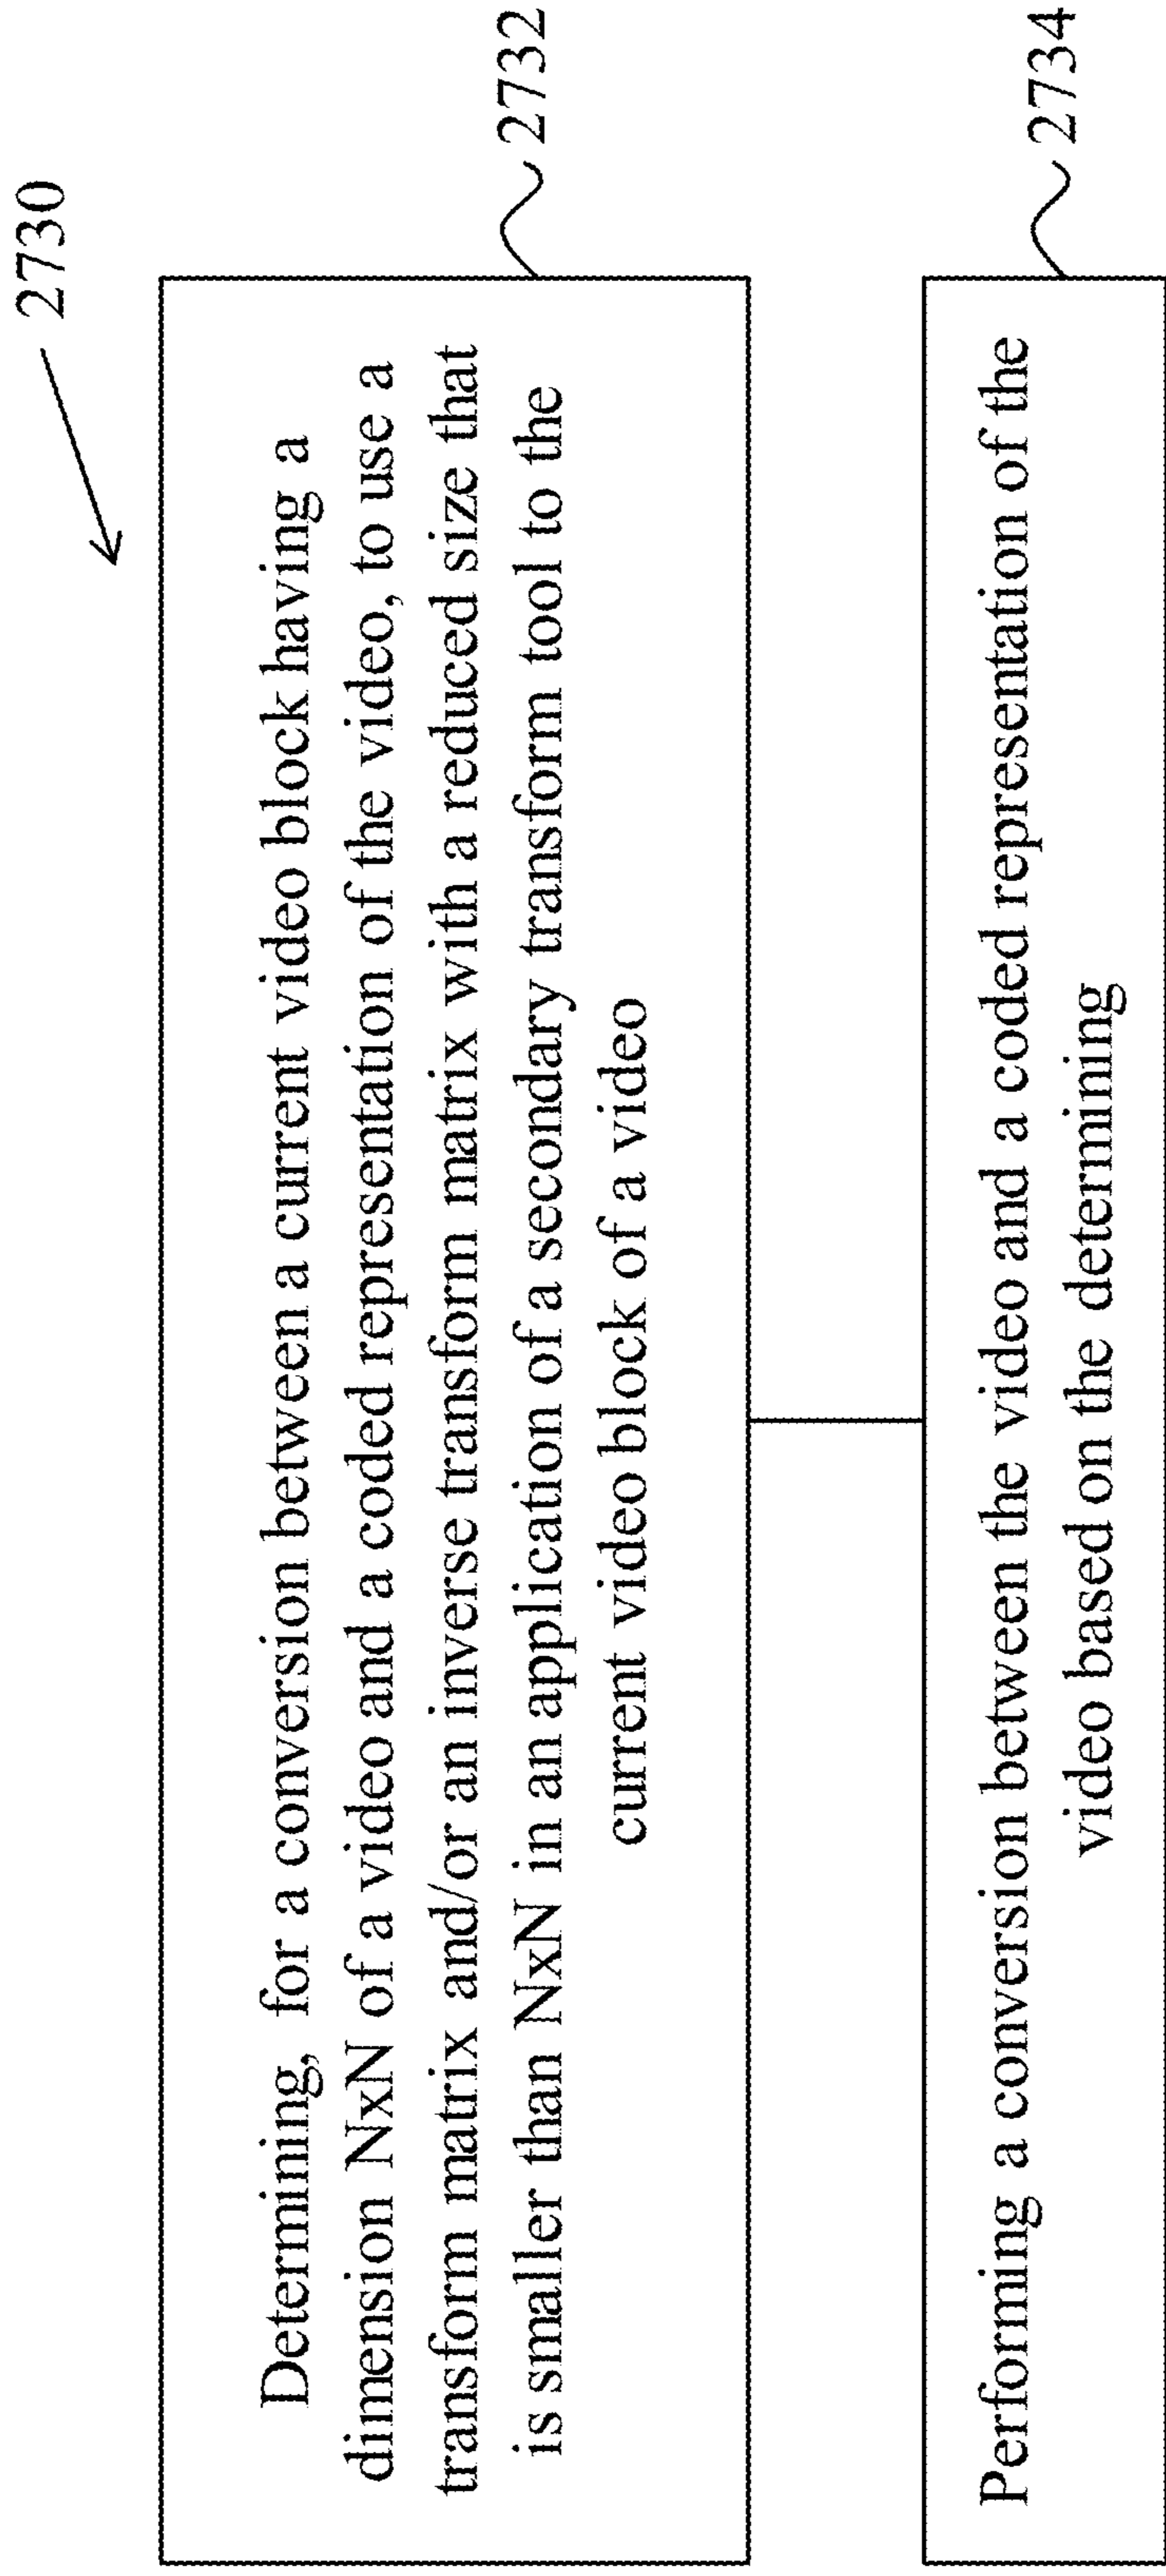 2730
Determining, for a conversion between a current video block having a
dimension NxN of a video and a coded representation of the video, to use a
transform matrix and/or an inverse transform matrix with a reduced size that
is smaller than NxN in an application of a secondary transform tool to the
current video block of a video
2732
Performing a conversion between the video and a coded representation of the
video based on the determining
2734